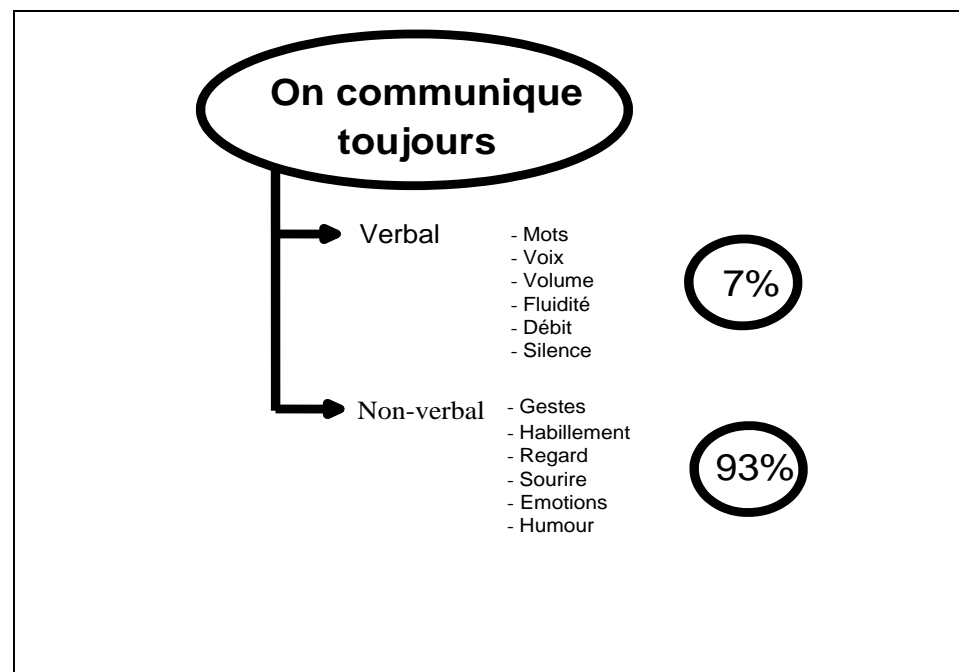 On communique
toujours
Verbal
- Mots
- Voix
- Volume
- Fluidité
- Débit
- Silence
7%
Non-verbal
- Gestes
- Habillement
- Regard
- Sourire
- Emotions
- Humour
93%